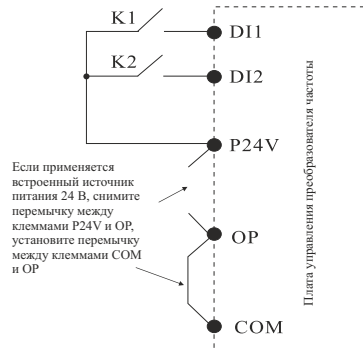 K1
DI1
K2
DI2
P24V
Если применяется
встроенный источник
питания 24 В, снимите
перемычку между
клеммами P24V и OP,
установите перемычку
между клеммами COM
и OP
OP
COM
Плата управления преобразователя частоты